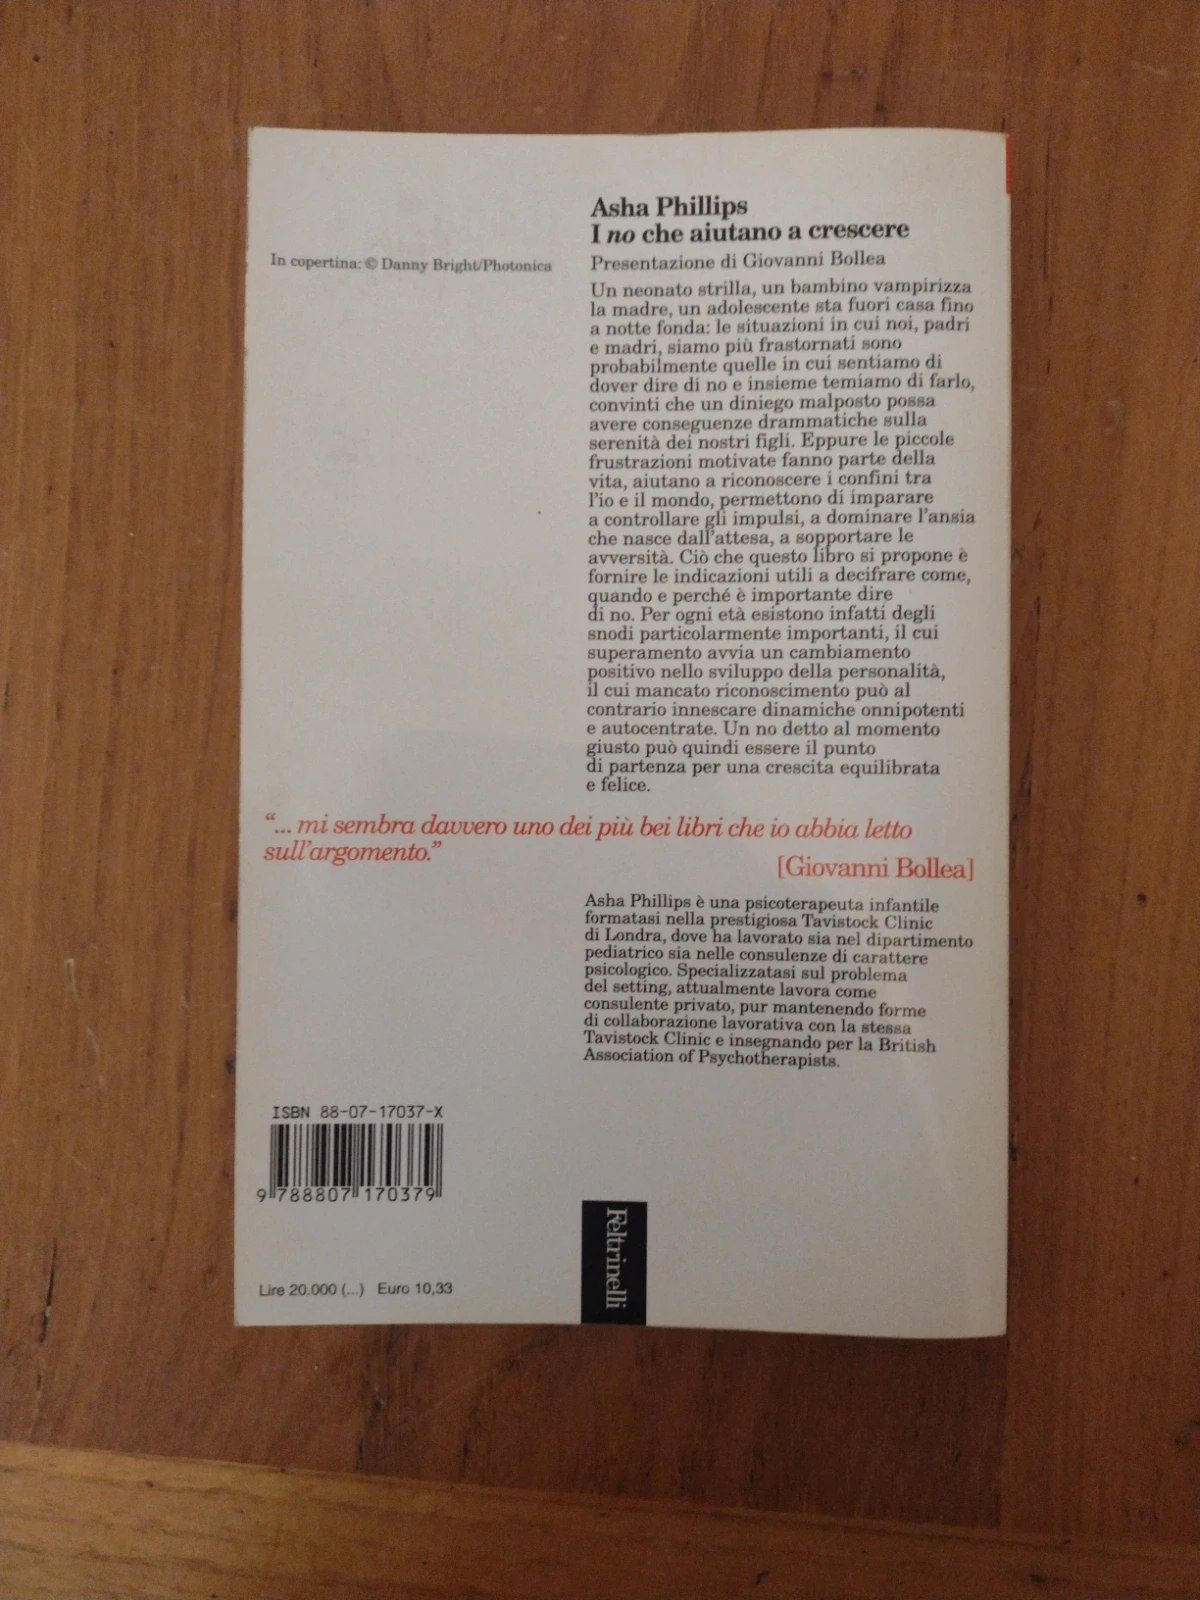 Asha Phillips
I no che aiutano a crescere
In copertina: © Danny Bright/Photonica
Presentazione di Giovanni Bollea
Un neonato strilla, un bambino vampirizza
la madre, un adolescente sta fuori casa fino
a notte fonda: le situazioni in cui noi, padri
e madri, siamo più frastornati sono
probabilmente quelle in cui sentiamo di
dover dire di no e insieme temiamo di farlo,
convinti che un diniego malposto possa
avere conseguenze drammatiche sulla
serenità dei nostri figli. Eppure le piccole
frustrazioni motivate fanno parte della
vita, aiutano a riconoscere i confini tra
l'io e il mondo, permettono di imparare
a controllare gli impulsi, a dominare l'ansia
che nasce dall'attesa, a sopportare le
avversità. Ciò che questo libro si propone è
fornire le indicazioni utili a decifrare come,
quando e perché è importante dire
di no. Per ogni età esistono infatti degli
snodi particolarmente importanti, il cui
superamento avvia un cambiamento
positivo nello sviluppo della personalità,
il cui mancato riconoscimento può al
contrario innescare dinamiche onnipotenti
e autocentrate. Un no detto al momento
giusto può quindi essere il punto
di partenza per una crescita equilibrata
e felice.
“... mi sembra davvero uno dei più bei libri che io abbia letto
sull'argomento.”
[Giovanni Bollea]
Asha Phillips è una psicoterapeuta infantile
formatasi nella prestigiosa Tavistock Clinic
di Londra, dove ha lavorato sia nel dipartimento
pediatrico sia nelle consulenze di carattere
psicologico. Specializzatasi sul problema
del setting, attualmente lavora come
consulente privato, pur mantenendo forme
di collaborazione lavorativa con la stessa
Tavistock Clinic e insegnando per la British
Association of Psychotherapists.
ISBN 88-07-17037-X
9 788807 170379
Lire 20.000 (...) Euro 10,33
Feltrinelli